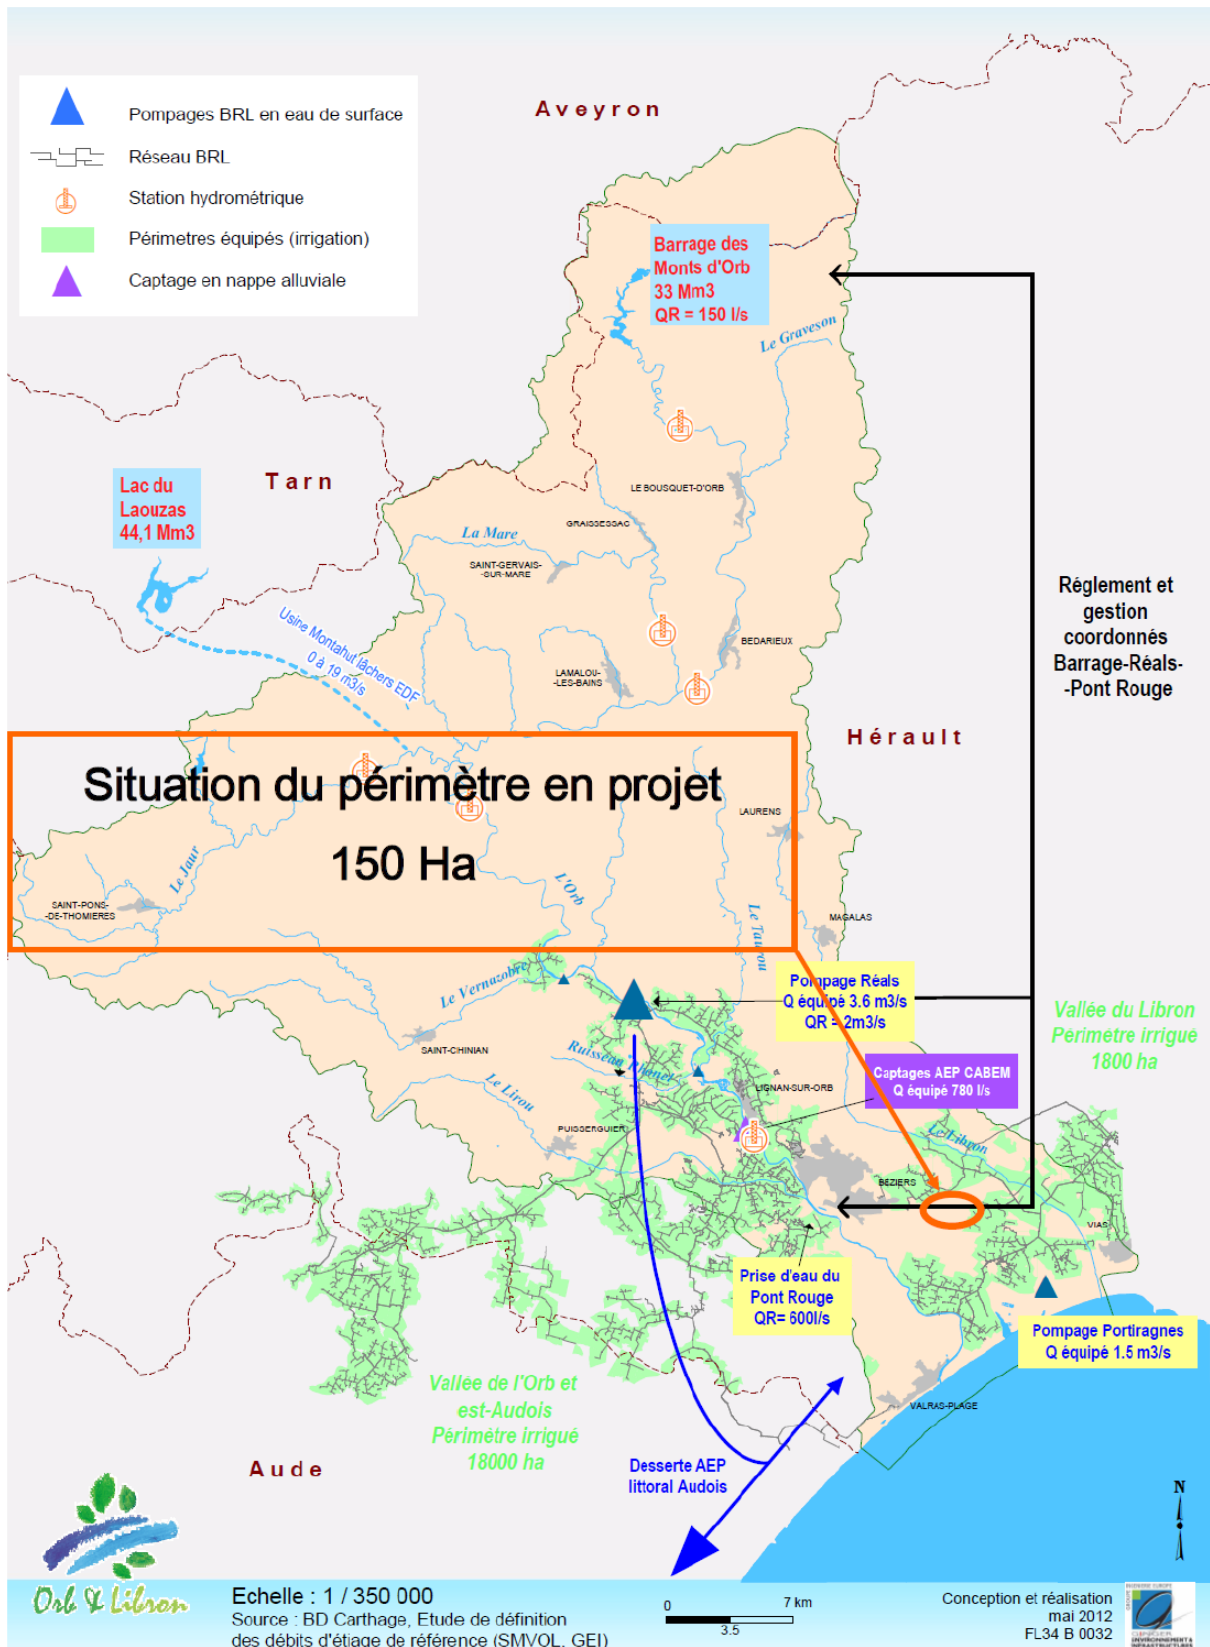 Pompages BRL en eau de surface
Réseau BRL
Station hydrométrique
Périmetres équipés (irrigation)
Captage en nappe alluviale
Aveyron
Barrage des
Monts d'Orb
33 Mm3
QR = 150 l/s
Le Graveson
Tarn
Lac du
Laouzas
44,1 Mm3
LE BOUSQUET-D'ORB
GRAISSESSAC
La Mare
SAINT-GERVAIS-
-SUR-MARE
Usine Montahut lâchers EDF
0 à 19 m3/s
BEDARIEUX
LAMALOU-
-LES-BAINS
Réglement et
gestion
coordonnés
Barrage-Réals-
-Pont Rouge
Hérault
Situation du périmètre en projet
150 Ha
LAURENS
Le Jaur
L'Orb
SAINT-PONS-
-DE-THOMIERES
Le Taurou
MAGALAS
Le Vernazobre
Pompage Réals
Q équipé 3.6 m3/s
QR = 2m3/s
Vallée du Libron
Périmètre irrigué
1800 ha
SAINT-CHINIAN
Ruisseau Rhonel
Captages AEP CABEM
Q équipé 780 l/s
Le Lirou
LIGNAN-SUR-ORB
PUISSERGUIER
Le Libron
BEZIERS
VIAS
Prise d'eau du
Pont Rouge
QR= 600l/s
Pompage Portiragnes
Q équipé 1.5 m3/s
Vallée de l'Orb et
est-Audois
Périmètre irrigué
18000 ha
VALRAS-PLAGE
Aude
Desserte AEP
littoral Audois
N
Orb & Libron
Echelle : 1 / 350 000
Source : BD Carthage, Etude de définition
des débits d'étiage de référence (SMVOL, GEI)
0 7 km
3.5
Conception et réalisation
mai 2012
FL34 B 0032